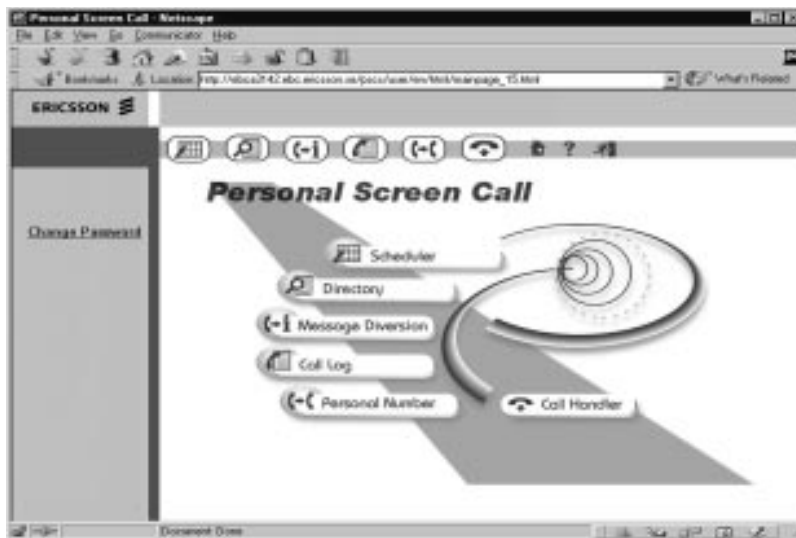 Personal Screen Call - Netscape
File Edit View Go Communicator Help
Bookmarks Location What's Related
ERICSSON
?
Personal Screen Call
Change Password
Scheduler
Directory
Message Diversion
Call Log
Personal Number
Call Handler
Document Done